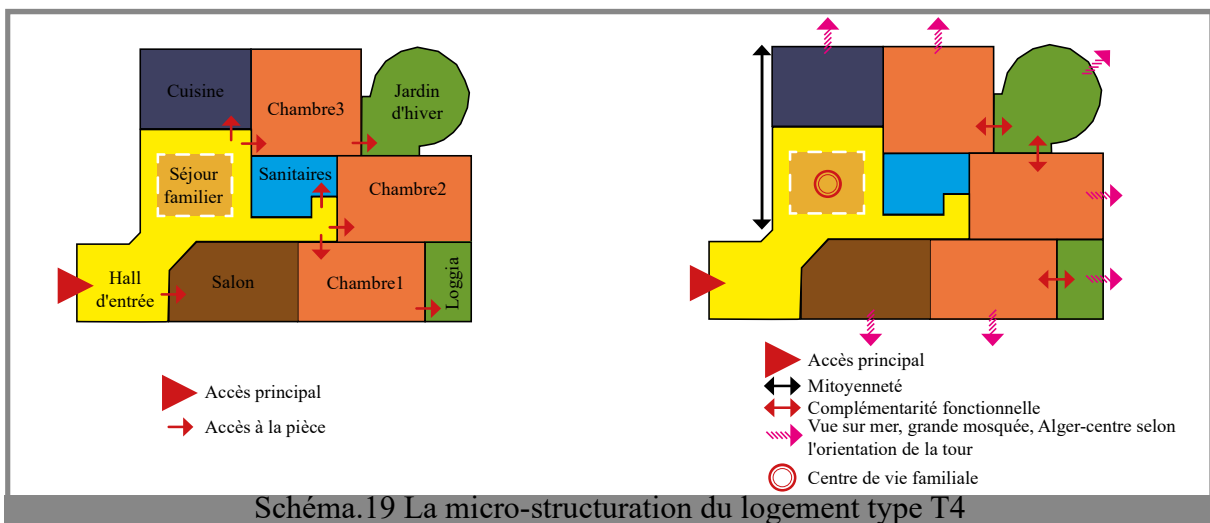 Cuisine
Chambre3
Jardin
d'hiver
Séjour
familier
Sanitaires
Chambre2
Hall
d'entrée
Salon
Chambre1
Loggia
Accès principal
Accès à la pièce
Accès principal
Mitoyenneté
Complémentarité fonctionelle
Vue sur mer, grande mosquée, Alger-centre selon
l'orientation de la tour
Centre de vie familiale
Schéma.19 La micro-structuration du logement type T4